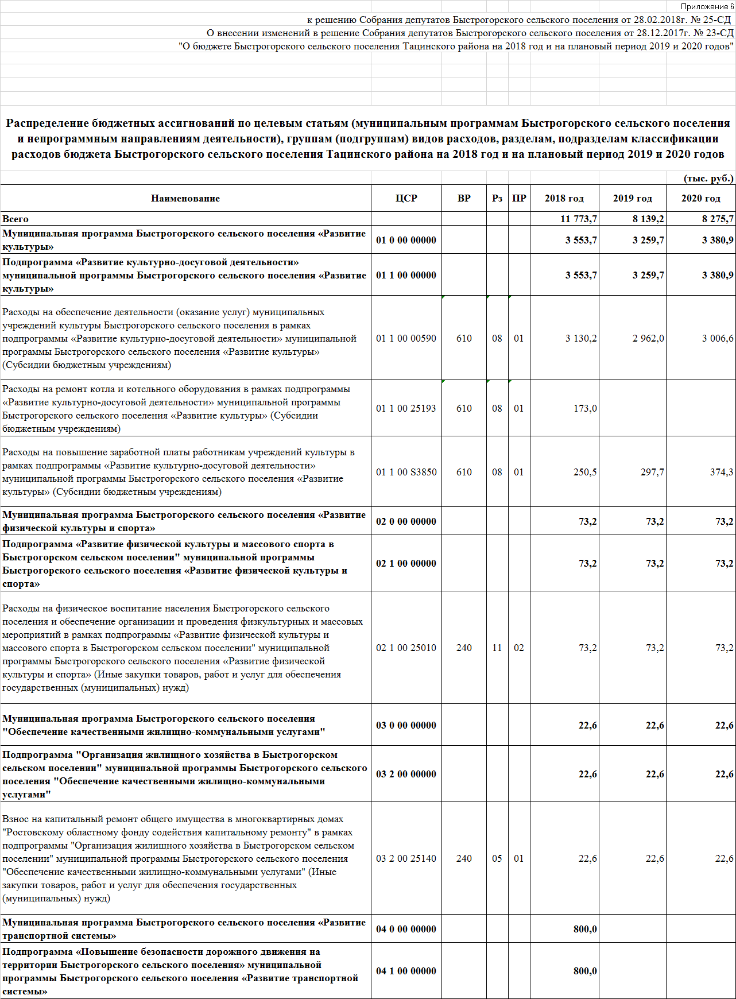 Приложение 6
к решению Собрания депутатов Быстрогорского сельского поселения от 28.02.2018г. № 25-СД
О внесении изменений в решение Собрания депутатов Быстрогорского сельского поселения от 28.12.2017г. № 23-СД
"О бюджете Быстрогорского сельского поселения Тацинского района на 2018 год и на плановый период 2019 и 2020 годов"
Распределение бюджетных ассигнований по целевым статьям (муниципальным программам Быстрогорского сельского поселения
и непрограммным направлениям деятельности), группам (подгруппам) видов расходов, разделам, подразделам классификации
расходов бюджета Быстрогорского сельского поселения Тацинского района на 2018 год и на плановый период 2019 и 2020 годов
(тыс. руб.)
Наименование ЦСР ВР Рз ПР 2018 год 2019 год 2020 год
Всего 11 773,7 8 139,2 8 275,7
Муниципальная программа Быстрогорского сельского поселения «Развитие
культуры» 01 0 00 00000 3 553,7 3 259,7 3 380,9
Подпрограмма «Развитие культурно-досуговой деятельности»
муниципальной программы Быстрогорского сельского поселения «Развитие
культуры» 01 1 00 00000 3 553,7 3 259,7 3 380,9
Расходы на обеспечение деятельности (оказание услуг) муниципальных
учреждений культуры Быстрогорского сельского поселения в рамках
подпрограммы «Развитие культурно-досуговой деятельности» муниципальной
программы Быстрогорского сельского поселения «Развитие культуры»
(Субсидии бюджетным учреждениям) 01 1 00 00590 610 08 01 3 130,2 2 962,0 3 006,6
Расходы на ремонт котла и котельного оборудования в рамках подпрограммы
«Развитие культурно-досуговой деятельности» муниципальной программы
Быстрогорского сельского поселения «Развитие культуры» (Субсидии
бюджетным учреждениям) 01 1 00 25193 610 08 01 173,0
Расходы на повышение заработной платы работникам учреждений культуры в
рамках подпрограммы «Развитие культурно-досуговой деятельности»
муниципальной программы Быстрогорского сельского поселения «Развитие
культуры» (Субсидии бюджетным учреждениям) 01 1 00 S3850 610 08 01 250,5 297,7 374,3
Муниципальная программа Быстрогорского сельского поселения «Развитие
физической культуры и спорта» 02 0 00 00000 73,2 73,2 73,2
Подпрограмма «Развитие физической культуры и массового спорта в
Быстрогорском сельском поселении" муниципальной программы
Быстрогорского сельского поселения «Развитие физической культуры и
спорта» 02 1 00 00000 73,2 73,2 73,2
Расходы на физическое воспитание населения Быстрогорского сельского
поселения и обеспечение организации и проведения физкультурных и массовых
мероприятий в рамках подпрограммы «Развитие физической культуры и
массового спорта в Быстрогорском сельском поселении" муниципальной
программы Быстрогорского сельского поселения «Развитие физической
культуры и спорта» (Иные закупки товаров, работ и услуг для обеспечения
государственных (муниципальных) нужд) 02 1 00 25010 240 11 02 73,2 73,2 73,2
Муниципальная программа Быстрогорского сельского поселения
"Обеспечение качественными жилищно-коммунальными услугами" 03 0 00 00000 22,6 22,6 22,6
Подпрограмма "Организация жилищного хозяйства в Быстрогорском
сельском поселении" муниципальной программы Быстрогорского сельского
поселения "Обеспечение качественными жилищно-коммунальными
услугами" 03 2 00 00000 22,6 22,6 22,6
Взнос на капитальный ремонт общего имущества в многоквартирных домах
"Ростовскому областному фонду содействия капитальному ремонту" в рамках
подпрограммы "Организация жилищного хозяйства в Быстрогорском сельском
поселении" муниципальной программы Быстрогорского сельского поселения
"Обеспечение качественными жилищно-коммунальными услугами" (Иные
закупки товаров, работ и услуг для обеспечения государственных
(муниципальных) нужд) 03 2 00 25140 240 05 01 22,6 22,6 22,6
Муниципальная программа Быстрогорского сельского поселения «Развитие
транспортной системы» 04 0 00 00000 800,0
Подпрограмма «Повышение безопасности дорожного движения на
территории Быстрогорского сельского поселения» муниципальной
программы Быстрогорского сельского поселения «Развитие транспортной
системы» 04 1 00 00000 800,0